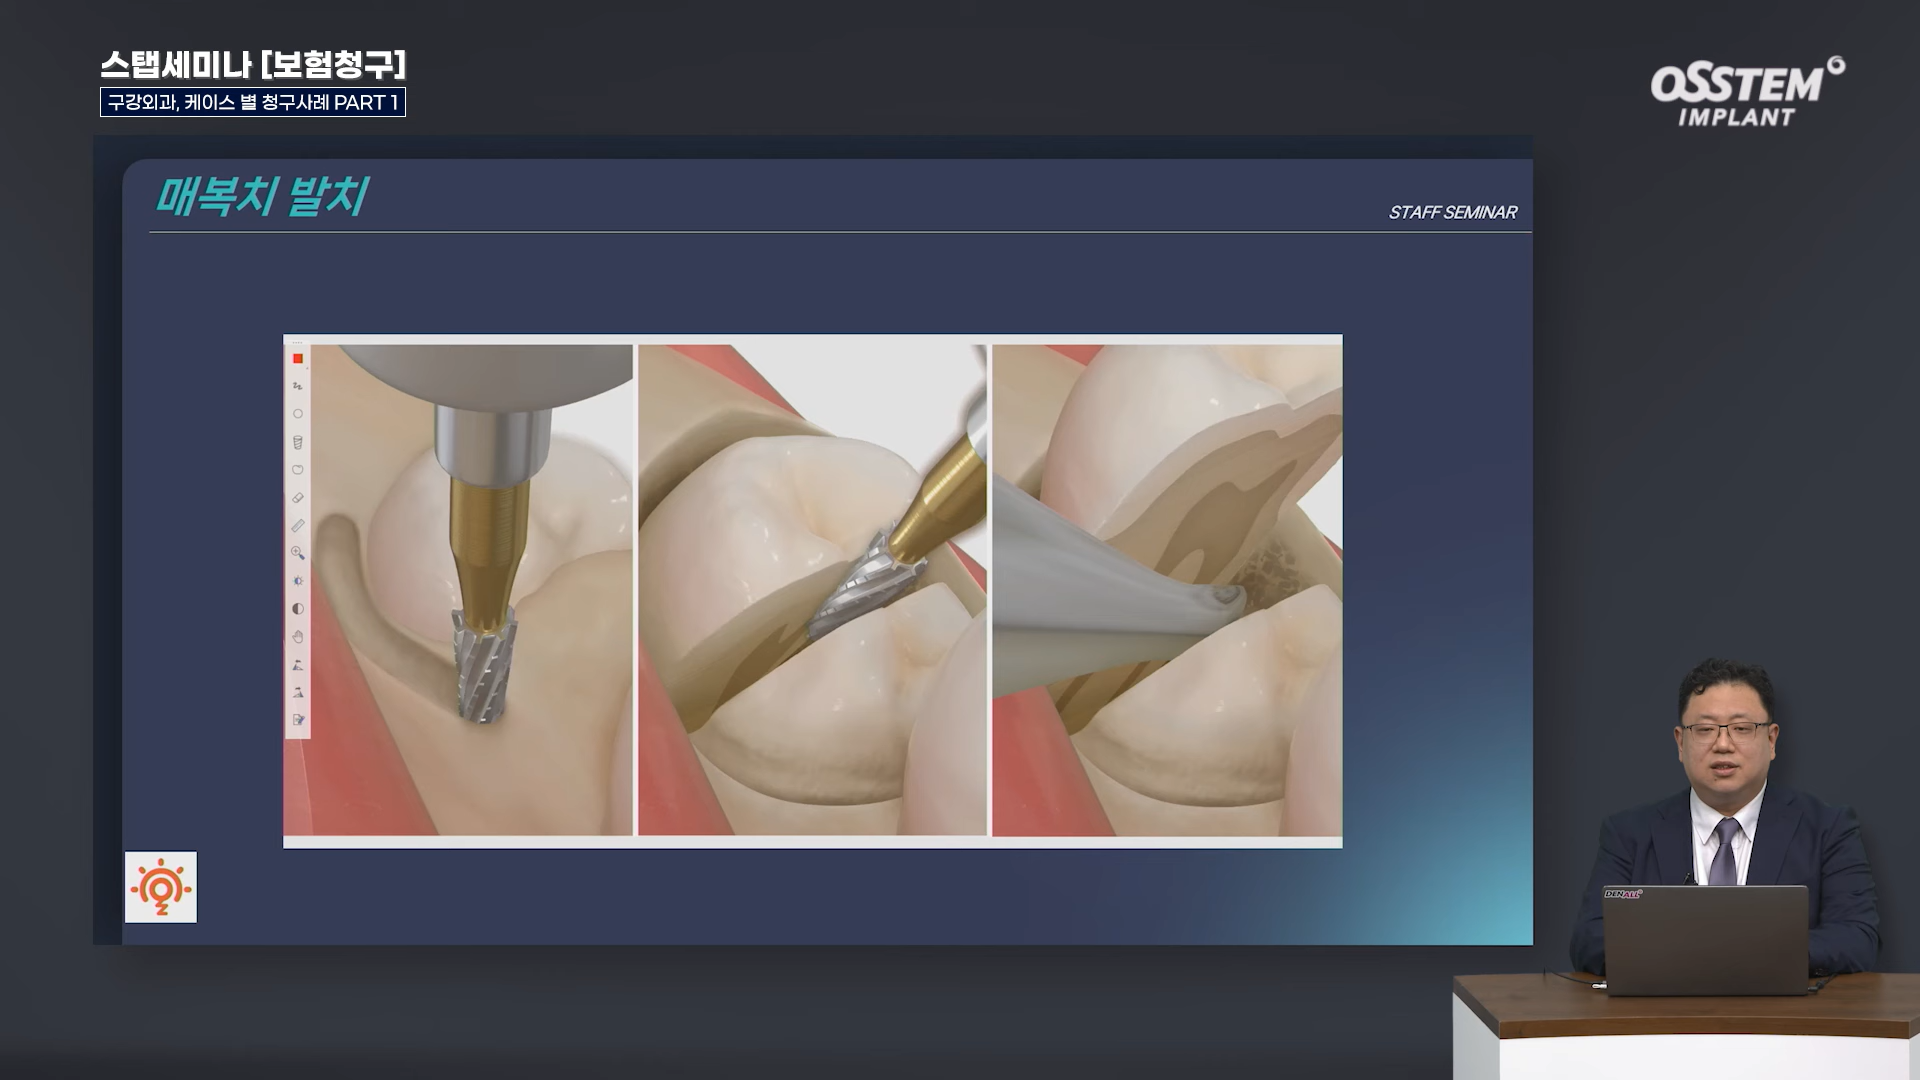 스탭세미나 [보험청구]
구강외과, 케이스 별 청구사례 PART 1
OSSTEM
IMPLANT
매복치 발치
STAFF SEMINAR
DENALL